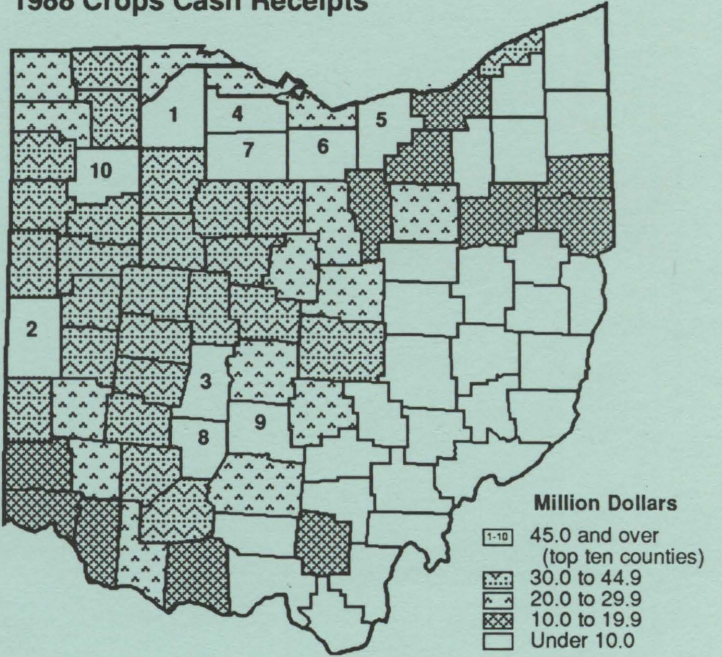 1988 Crops Cash Receipts
1
4
5
7
6
10
2
3
8
9
Million Dollars
1-10 45.0 and over
(top ten counties)
30.0 to 44.9
20.0 to 29.9
10.0 to 19.9
Under 10.0